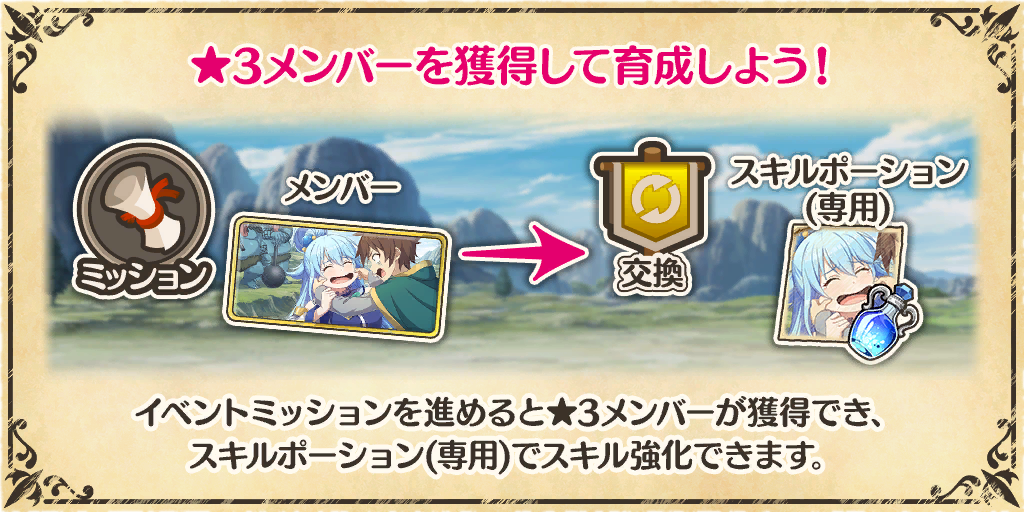 ★3メンバーを獲得して育成しよう！
ミッション
メンバー
交換
スキルポーション
(専用)
イベントミッションを進めると★3メンバーが獲得でき、
スキルポーション(専用)でスキル強化できます。